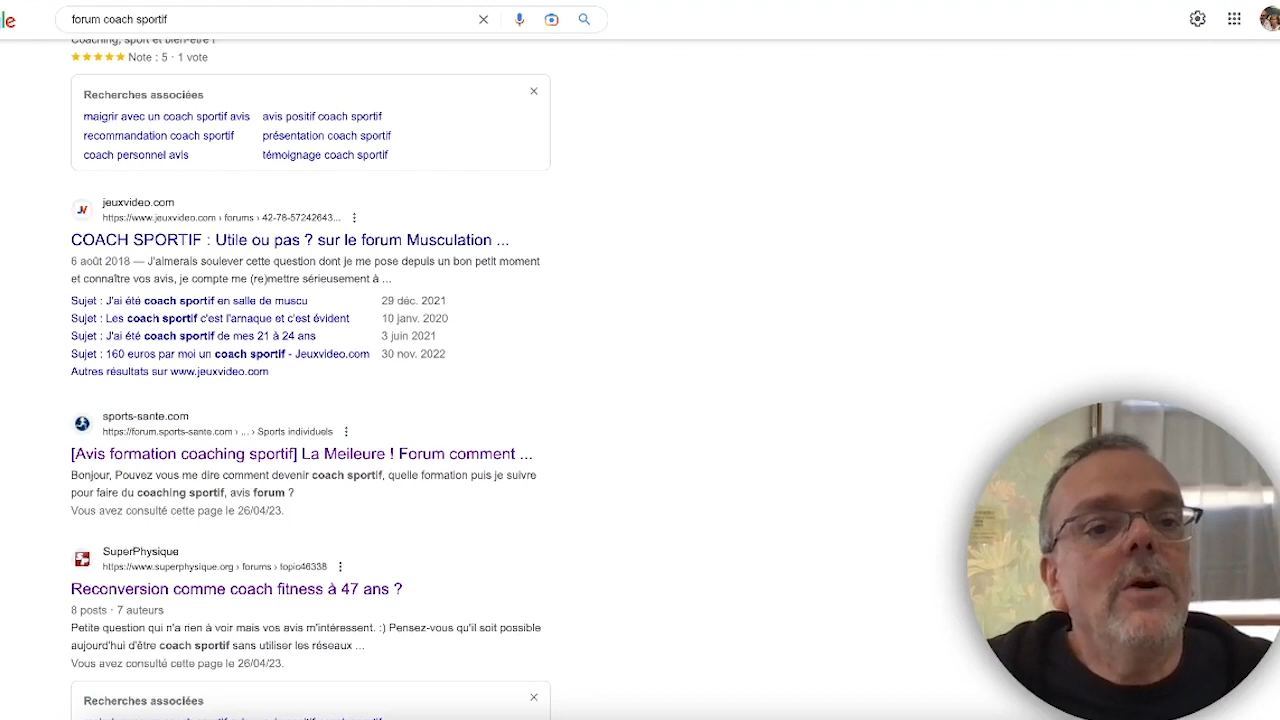 le
forum coach sportif
Coaching, sport et bien-être !
Note : 5 · 1 vote
Recherches associées
maigrir avec un coach sportif avis avis positif coach sportif
recommandation coach sportif présentation coach sportif
coach personnel avis témoignage coach sportif
JV
jeuxvideo.com
https://www.jeuxvideo.com › forums › 42-78-57242643...
COACH SPORTIF : Utile ou pas ? sur le forum Musculation ...
6 août 2018 — J'aimerais soulever cette question dont je me pose depuis un bon petit moment
et connaître vos avis, je compte me (re)mettre sérieusement à ...
Sujet : J'ai été coach sportif en salle de muscu 29 déc. 2021
Sujet : Les coach sportif c'est l'arnaque et c'est évident 10 janv. 2020
Sujet : J'ai été coach sportif de mes 21 à 24 ans 3 juin 2021
Sujet : 160 euros par moi un coach sportif - Jeuxvideo.com 30 nov. 2022
Autres résultats sur www.jeuxvideo.com
sports-sante.com
https://forum.sports-sante.com › ... › Sports individuels
[Avis formation coaching sportif] La Meileure ! Forum comment ...
Bonjour, Pouvez vous me dire comment devenir coach sportif, quelle formation puis je suivre
pour faire du coaching sportif, avis forum ?
Vous avez consulté cette page le 26/04/23.
SuperPhysique
https://www.superphysique.org › forums › topic46338
Reconversion comme coach fitness à 47 ans ?
8 posts · 7 auteurs
Petite question qui n'a rien à voir mais vos avis m'intéressent. :) Pensez-vous qu'il soit possible
aujourd'hui d'être coach sportif sans utiliser les réseaux ...
Vous avez consulté cette page le 26/04/23.
Recherches associées